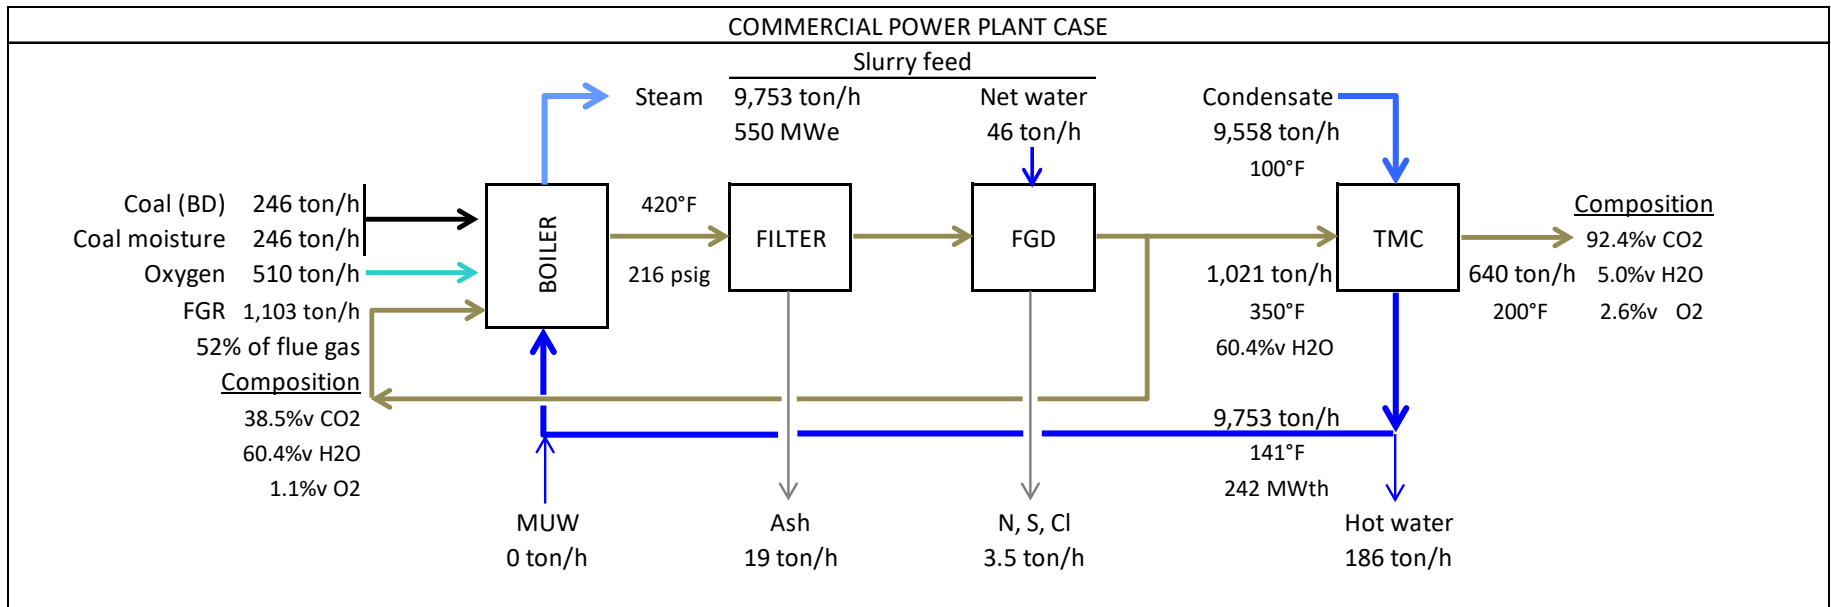 COMMERCIAL POWER PLANT CASE
Slurry feed
Steam 9,753 ton/h Net water Condensate
550 MWe 46 ton/h 9,558 ton/h
100°F
Coal (BD) 246 ton/h 420°F Composition
Coal moisture 246 ton/h BOILER FILTER FGD TMC 92.4%v CO2
Oxygen 510 ton/h 216 psig 1,021 ton/h 640 ton/h 5.0%v H2O
FGR 1,103 ton/h 350°F 200°F 2.6%v O2
52% of flue gas 60.4%v H2O
Composition
38.5%v CO2 9,753 ton/h
60.4%v H2O 141°F
1.1%v O2 242 MWth
MUW Ash N, S, Cl Hot water
0 ton/h 19 ton/h 3.5 ton/h 186 ton/h